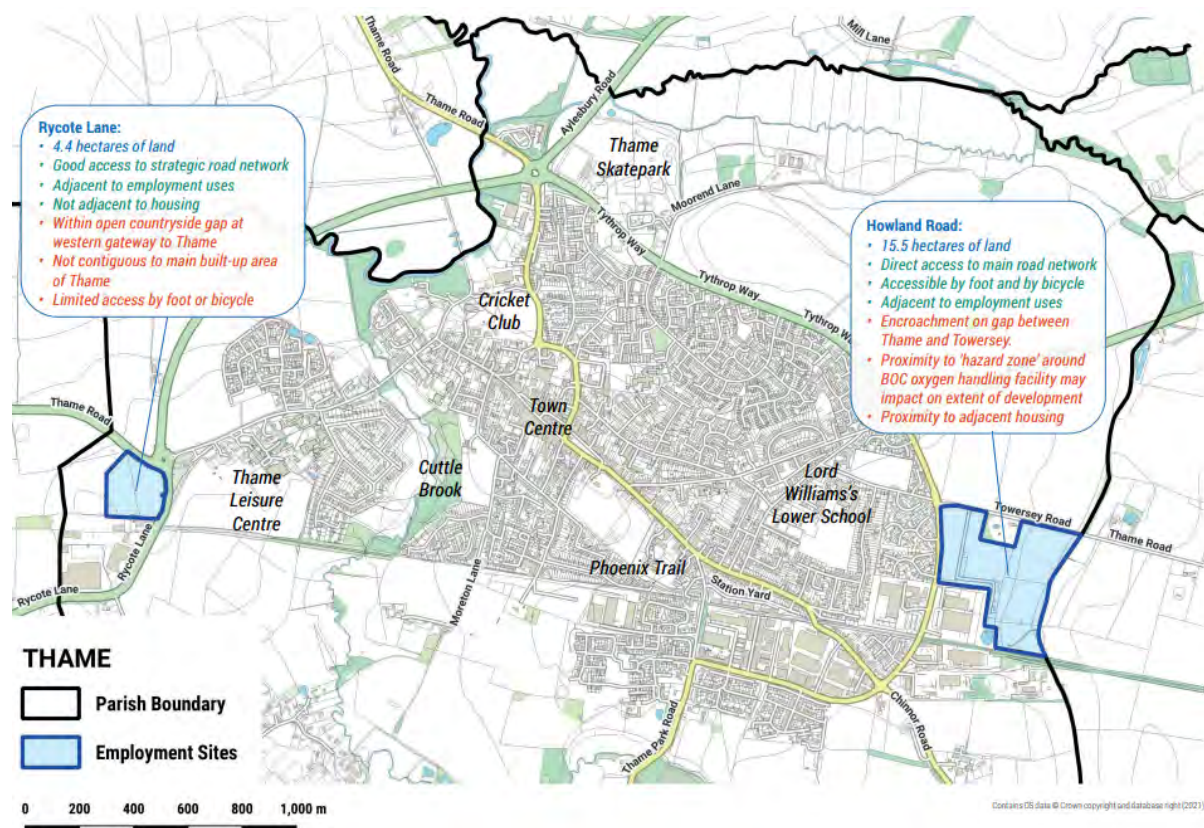 Mill Lane
Thame Road
Aylesbury Road
Thame Road
Rycote Lane:
• 4.4 hectares of land
• Good access to strategic road network
• Adjacent to employment uses
• Not adjacent to housing
• Within open countryside gap at
western gateway to Thame
• Not contiguous to main built-up area
of Thame
• Limited access by foot or bicycle
Thame
Skatepark
Moorend Lane
Tythrop Way
Howland Road:
• 15.5 hectares of land
• Direct access to main road network
• Accessible by foot and by bicycle
• Adjacent to employment uses
• Encroachment on gap between
Thame and Towersey.
• Proximity to 'hazard zone' around
BOC oxygen handling facility may
impact on extent of development
• Proximity to adjacent housing
Tythrop Way
Tythrop Wa
Cricket
Club
Thame Road
Town
Centre
Cuttle
Brook
Thame
Leisure
Centre
Lord
Williams's
Lower School
Towersey Road
Thame Road
Rycote Lane
Rycote Lane
Phoenix Trail
Station Yard
Moreton Lane
Chinnor Road
Thame Park Road
THAME
Parish Boundary
Employment Sites
0 200 400 600 800 1,000 m
Contains OS data © Crown copyright and database right (2021)